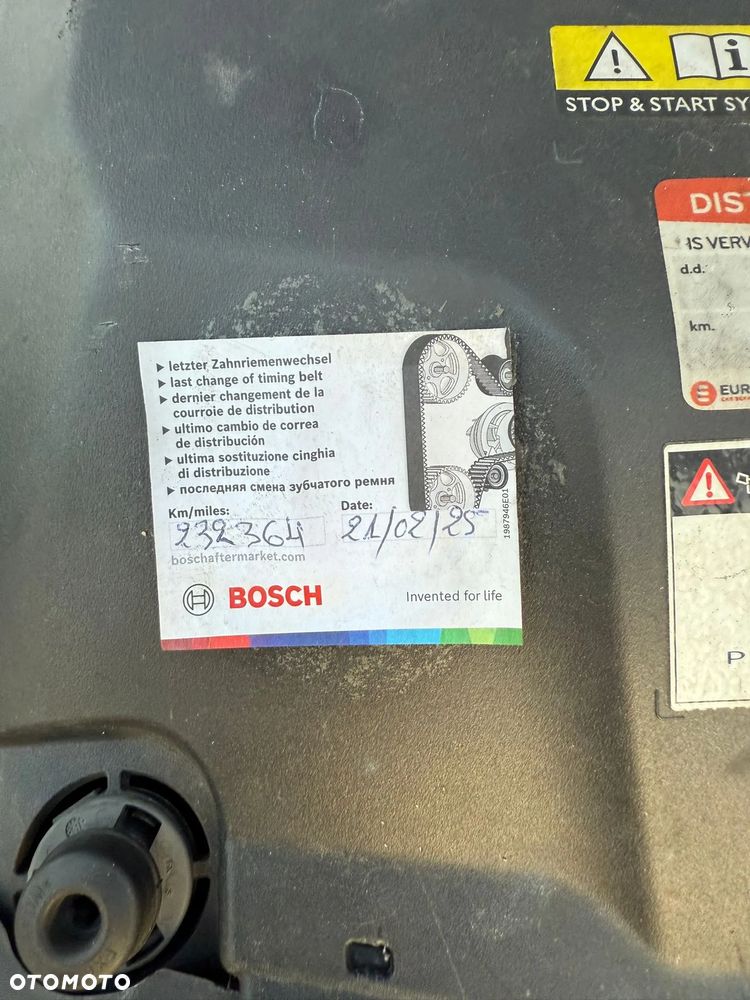 STOP & START SY
DIS
IS VERV
d.d.
km.
EUR
▸ letzter Zahnriemenwechsel
▸ last change of timing belt
▸ dernier changement de la
courroie de distribution
▸ ultimo cambio de correa
de distribución
▸ ultima sostituzione cinghia
di distribuzione
▸ последняя смена зубчатого ремня
Km/miles: Date:
232364 21/02/25
boschaftermarket.com
1987946E01
BOSCH Invented for life
P
OTOMOTO